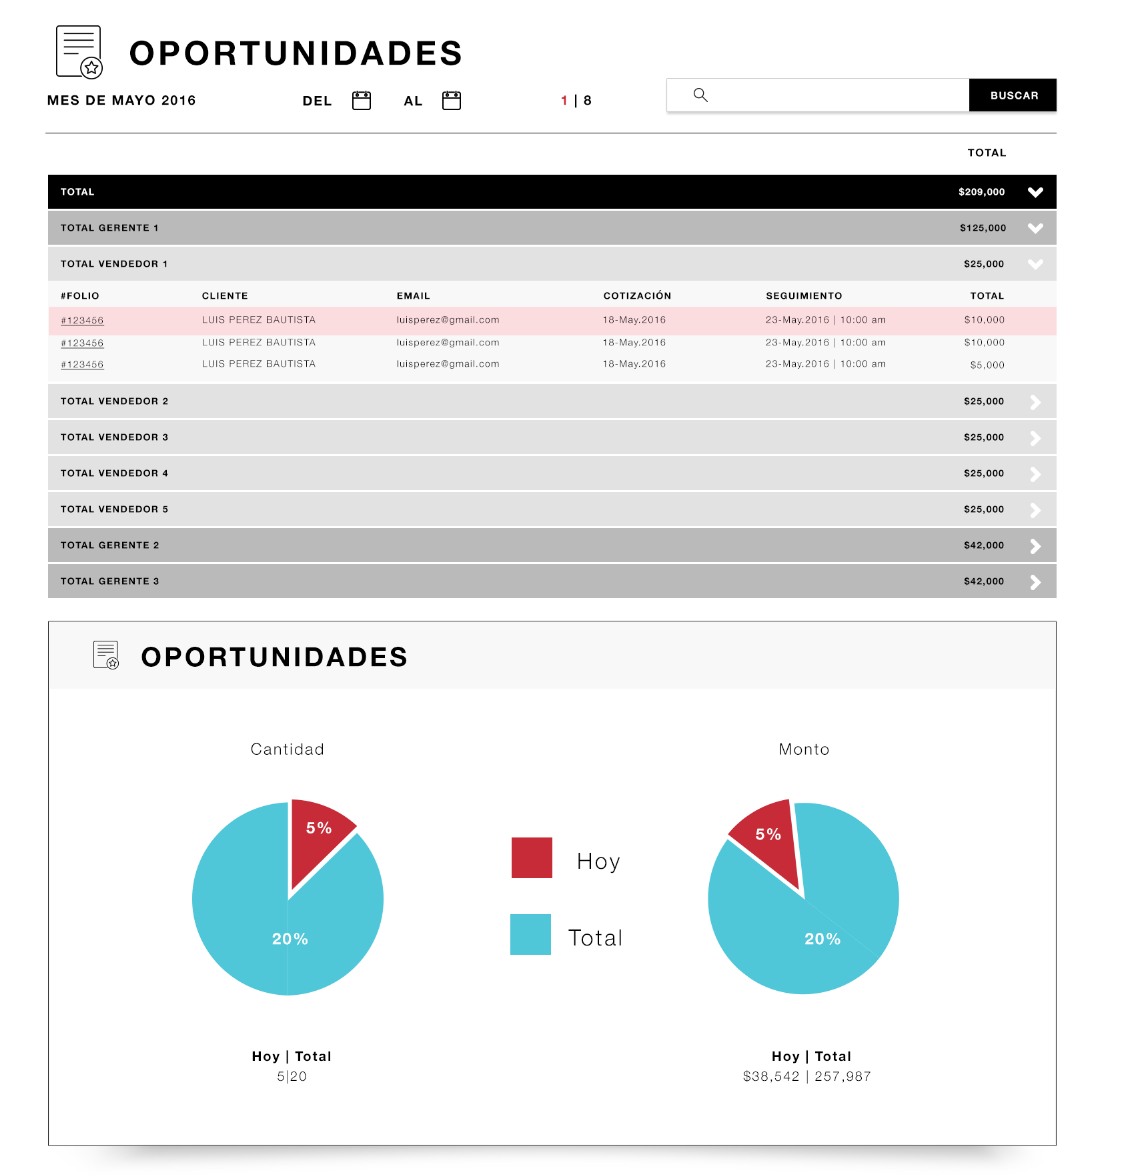 OPORTUNIDADES
MES DE MAYO 2016 DEL AL 1 | 8 BUSCAR
TOTAL
TOTAL $209,000
TOTAL GERENTE 1 $125,000
TOTAL VENDEDOR 1 $25,000
#FOLIO CLIENTE EMAIL COTIZACIÓN SEGUIMIENTO TOTAL
#123456 LUIS PEREZ BAUTISTA luisperez@gmail.com 18-May.2016 23-May.2016 | 10:00 am $10,000
#123456 LUIS PEREZ BAUTISTA luisperez@gmail.com 18-May.2016 23-May.2016 | 10:00 am $10,000
#123456 LUIS PEREZ BAUTISTA luisperez@gmail.com 18-May.2016 23-May.2016 | 10:00 am $5,000
TOTAL VENDEDOR 2 $25,000
TOTAL VENDEDOR 3 $25,000
TOTAL VENDEDOR 4 $25,000
TOTAL VENDEDOR 5 $25,000
TOTAL GERENTE 2 $42,000
TOTAL GERENTE 3 $42,000
OPORTUNIDADES
Cantidad Monto
5% 5%
Hoy
20% Total 20%
Hoy | Total Hoy | Total
5|20 $38,542 | 257,987